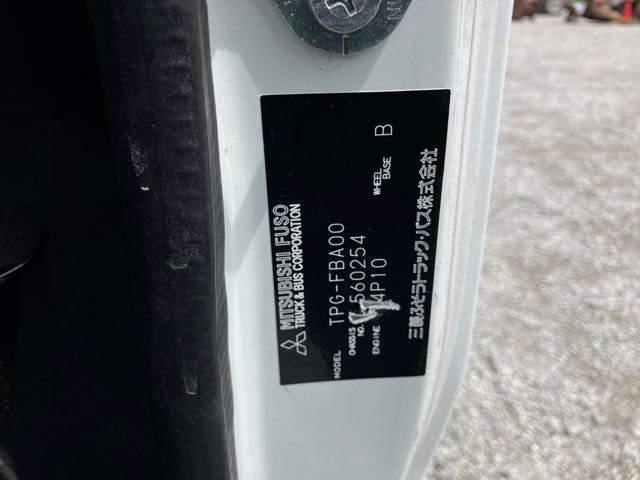 MITSUBISHI FUSO
TRUCK & BUS CORPORATION
MODEL TPG-FBA00
CHASSIS NO. 560254
ENGINE 4P10
WHEEL BASE B
三菱ふそうトラック・バス株式会社